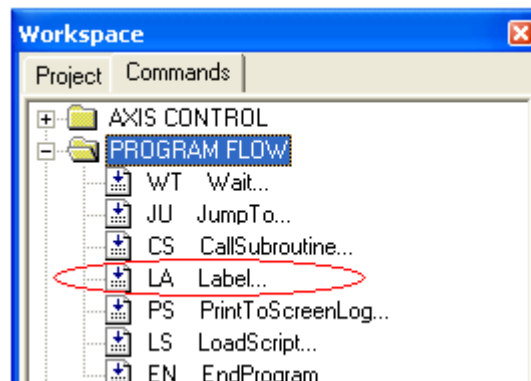 Workspace
Project Commands
AXIS CONTROL
PROGRAM FLOW
WT Wait...
JU JumpTo...
CS CallSubroutine...
LA Label...
PS PrintToScreenLog...
LS LoadScript...
EN EndProgram